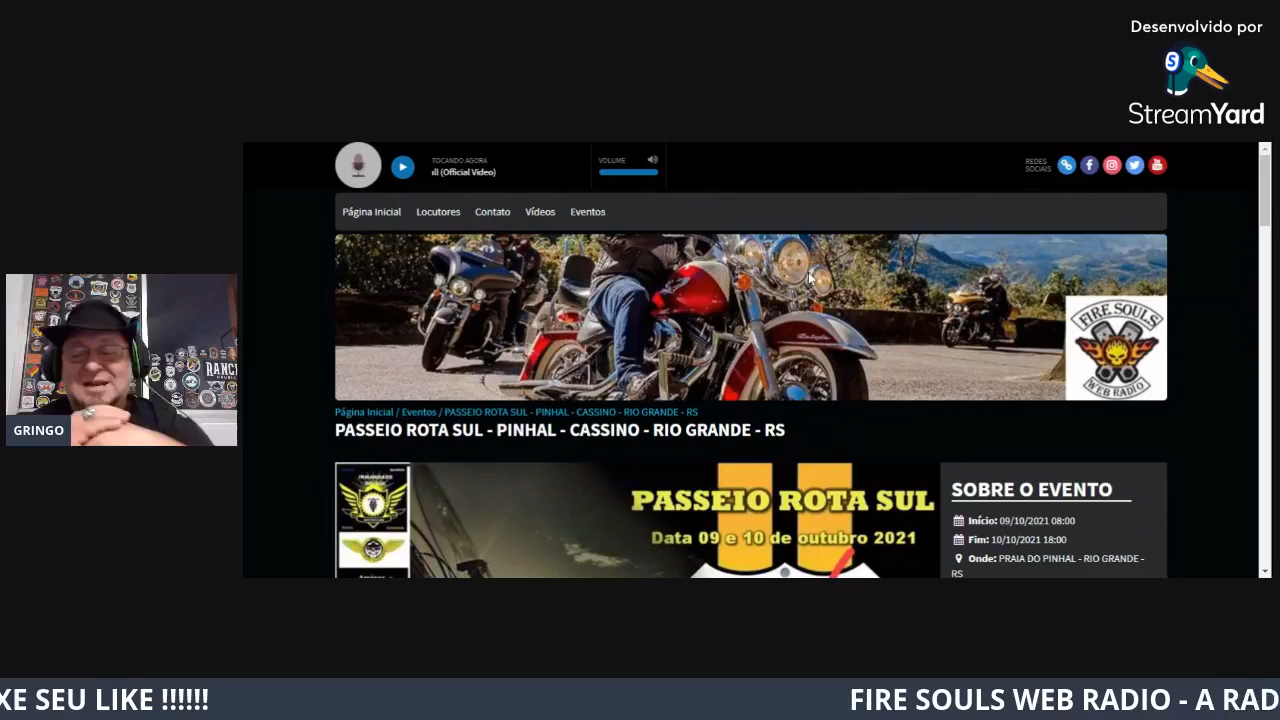 Desenvolvido por
S
StreamYard
TOCANDO AGORA
ıll (Official Video)
VOLUME
REDES
SOCIAIS
Página Inicial
Locutores
Contato
Vídeos
Eventos
FIRE SOULS
WEB RADIO
Página Inicial / Eventos / PASSEIO ROTA SUL - PINHAL - CASSINO - RIO GRANDE - RS
PASSEIO ROTA SUL - PINHAL - CASSINO - RIO GRANDE - RS
PASSEIO ROTA SUL
Data 09 e 10 de outubro 2021
SOBRE O EVENTO
Início: 09/10/2021 08:00
Fim: 10/10/2021 18:00
Onde: PRAIA DO PINHAL - RIO GRANDE -
RS
RANGE
GRINGO
XE SEU LIKE !!!!!!
FIRE SOULS WEB RADIO - A RAD